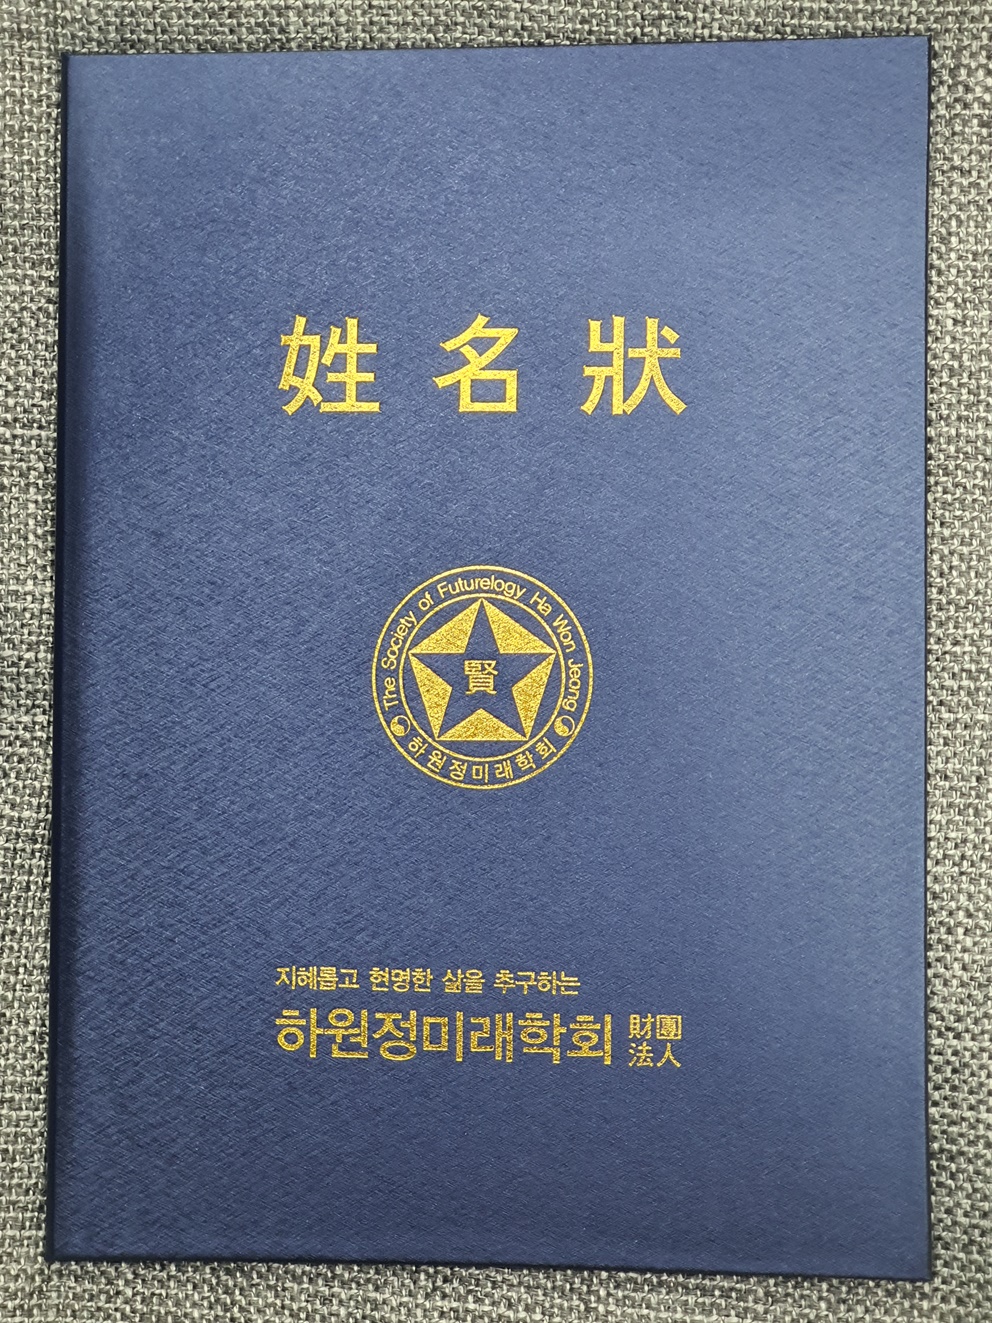 姓名狀
The Society of Futurelogy Ha Won Jeong
賢
하원정미래학회
지혜롭고 현명한 삶을 추구하는
하원정미래학회 財團
法人